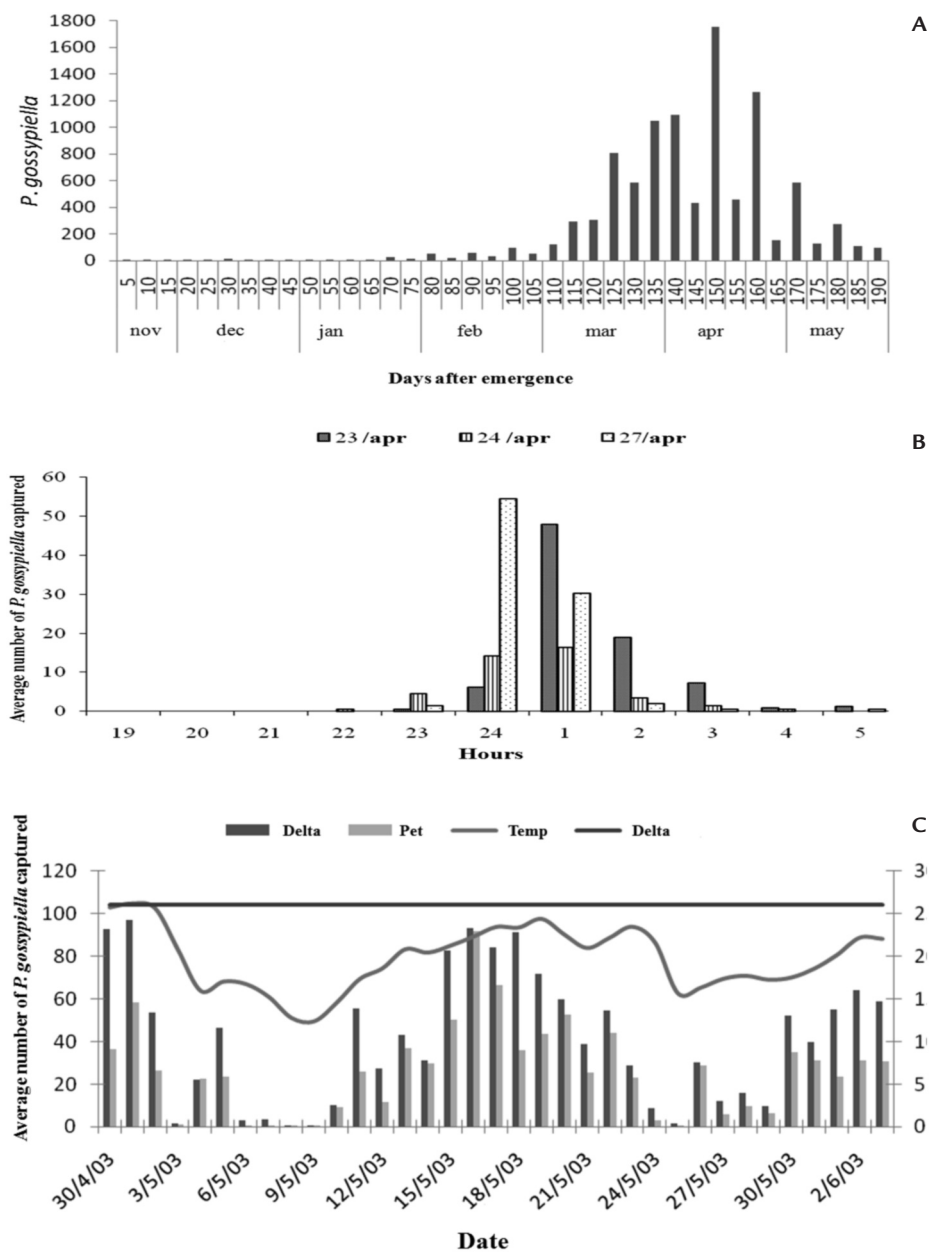 A
1800
1600
1400
1200
1000
800
600
400
200
0
P. gossypiella
5 10 15 20 25 30 35 40 45 50 55 60 65 70 75 80 85 90 95 100 105 110 115 120 125 130 135 140 145 150 155 160 165 170 175 180 185 190
nov dec jan feb mar apr may
Days after emergence
23/apr 24/apr 27/apr
B
60
50
40
30
20
10
0
Average number of P. gossypiella captured
19 20 21 22 23 24 1 2 3 4 5
Hours
Delta Pet Temp Delta
C
120
100
80
60
40
20
0
Average number of P. gossypiella captured
30
2
20
15
10
5
0
30/4/03 3/5/03 6/5/03 9/5/03 12/5/03 15/5/03 18/5/03 21/5/03 24/5/03 27/5/03 30/5/03 2/6/03
Date